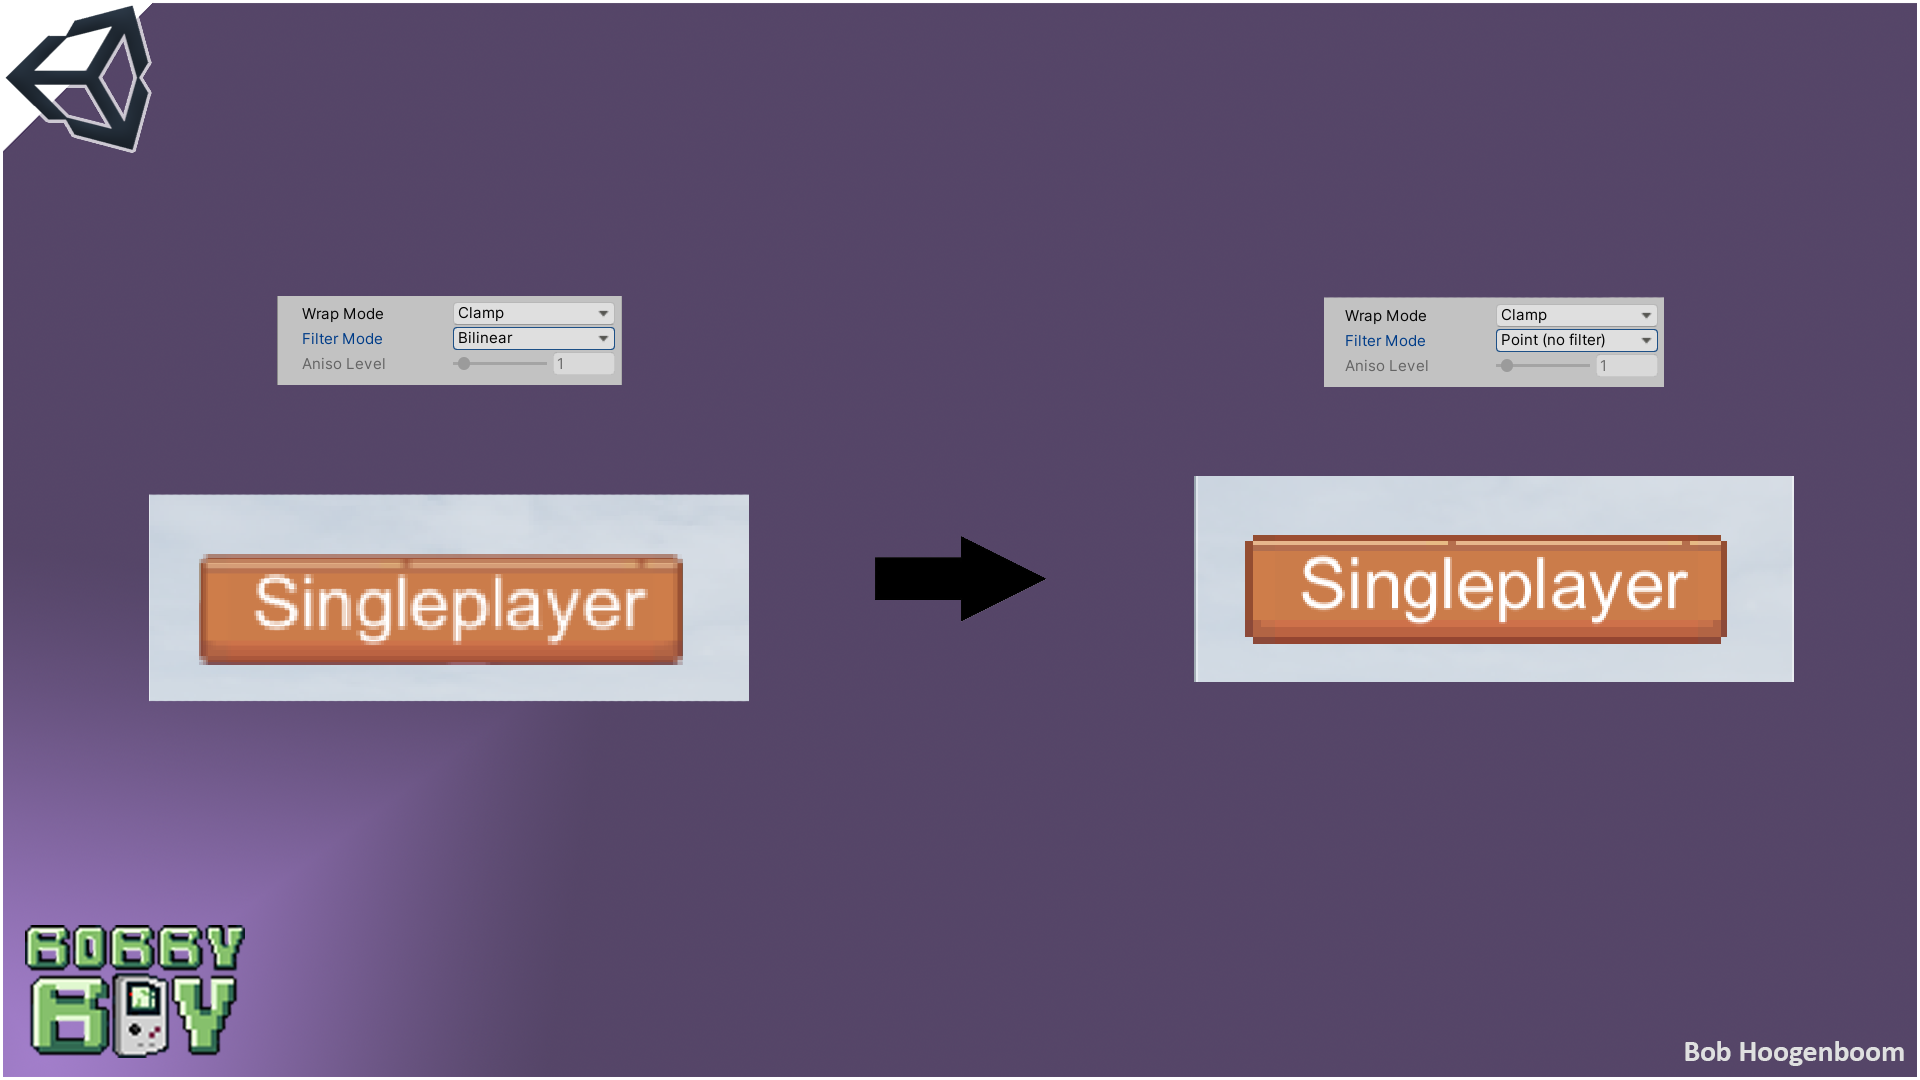 Wrap Mode Clamp
Filter Mode Bilinear
Aniso Level 1
Wrap Mode Clamp
Filter Mode Point (no filter)
Aniso Level 1
Singleplayer
Singleplayer
BOBBY
BOY
Bob Hoogenboom